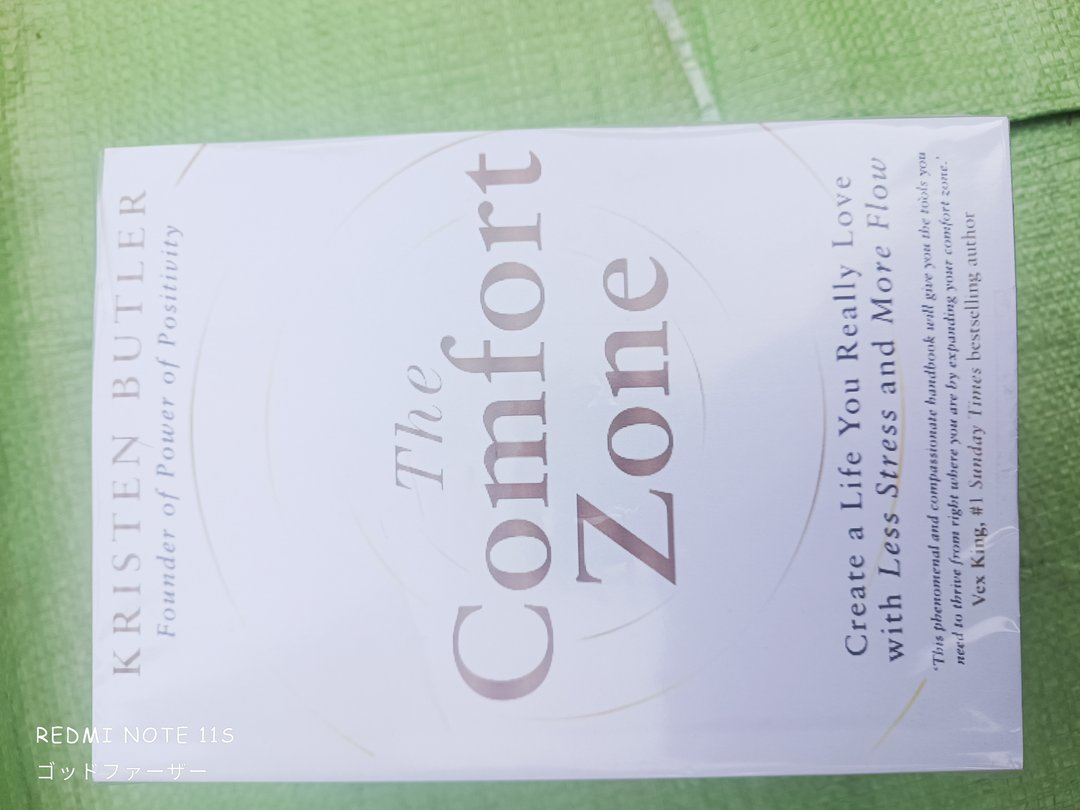 KRISTEN BUTLER
Founder of Power of Positivity
The
Comfort
Zone
Create a Life You Really Love
with Less Stress and More Flow
‘This phenomenal and compassionate handbook will give you the tools you
need to thrive from right where you are by expanding your comfort zone.’
Vex King, #1 Sunday Times bestselling author
REDMI NOTE 11S
ゴッドファーザー